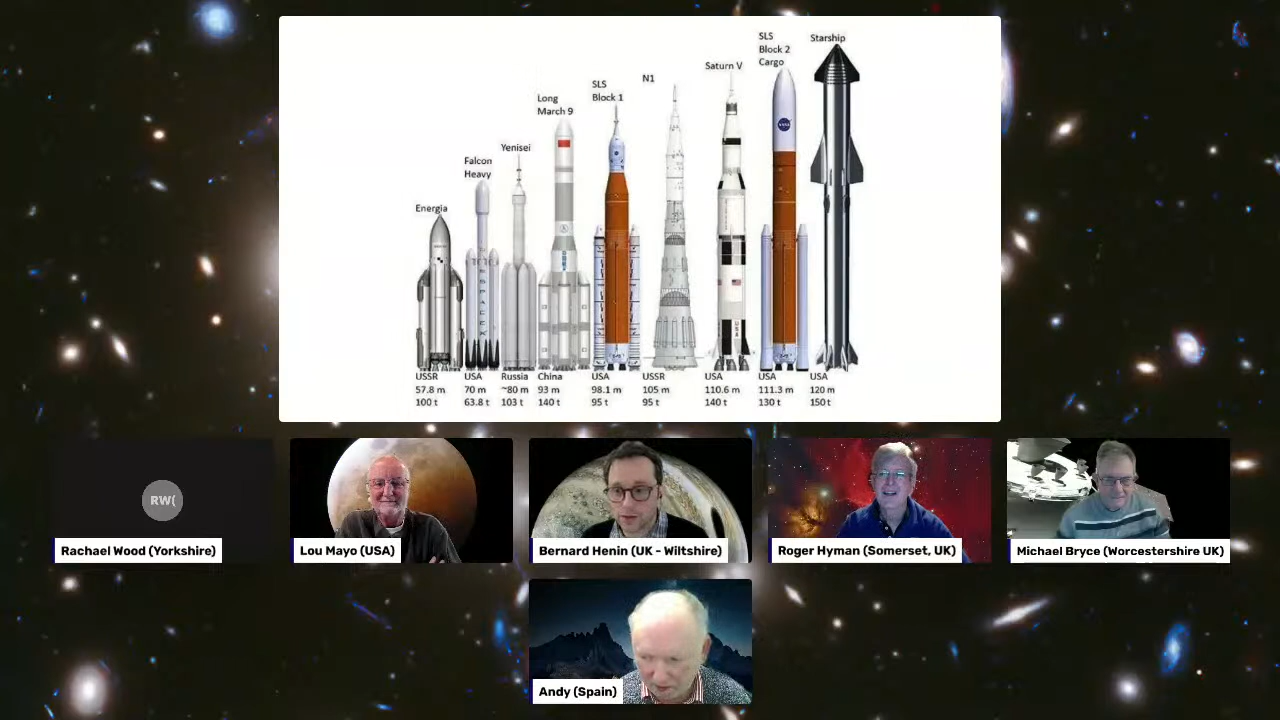 SLS
Block 2
Cargo
Starship
Saturn V
N1
SLS
Block 1
Long
March 9
Yenisei
Falcon
Heavy
Energia
NASA
USA
USSR USA Russia China USA USSR USA USA USA
57.8 m 70 m ~80 m 93 m 98.1 m 105 m 110.6 m 111.3 m 120 m
100 t 63.8 t 103 t 140 t 95 t 95 t 140 t 130 t 150 t
RW(
Rachael Wood (Yorkshire)
Lou Mayo (USA)
Bernard Henin (UK - Wiltshire)
Roger Hyman (Somerset, UK)
Michael Bryce (Worcestershire UK)
Andy (Spain)